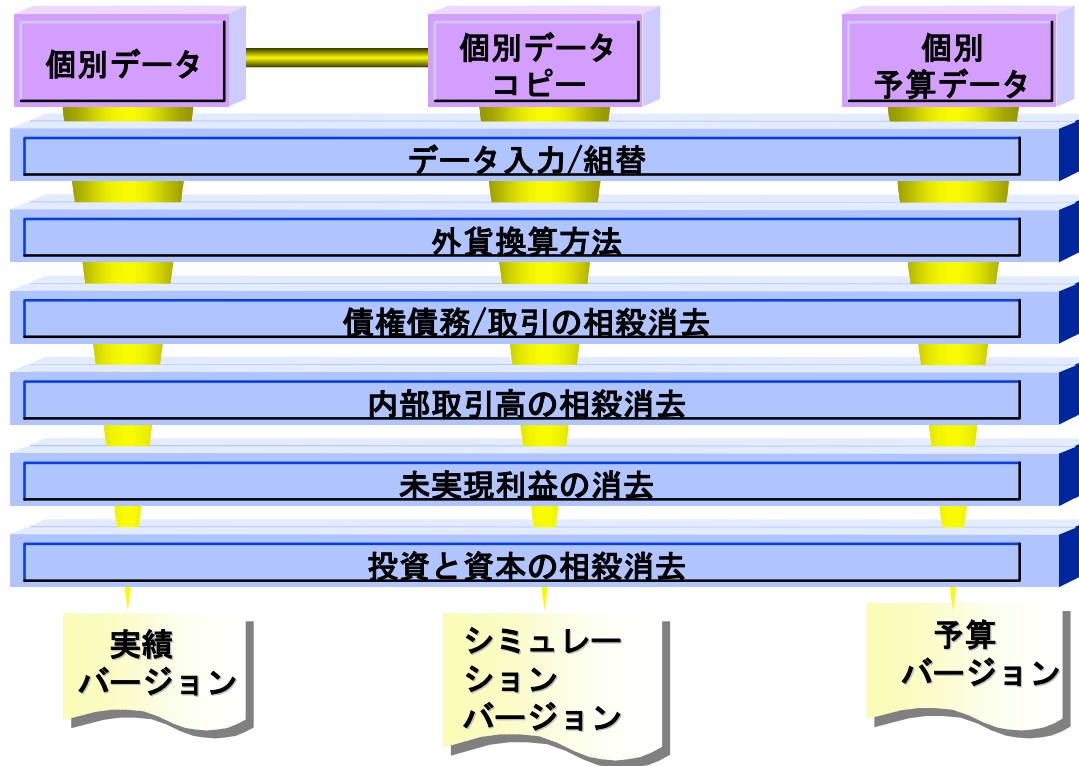 個別データ
個別データ
コピー
個別
予算データ
データ入力/組替
外貨換算方法
債権債務/取引の相殺消去
内部取引高の相殺消去
未実現利益の消去
投資と資本の相殺消去
実績
バージョン
シミュレー
ション
バージョン
予算
バージョン